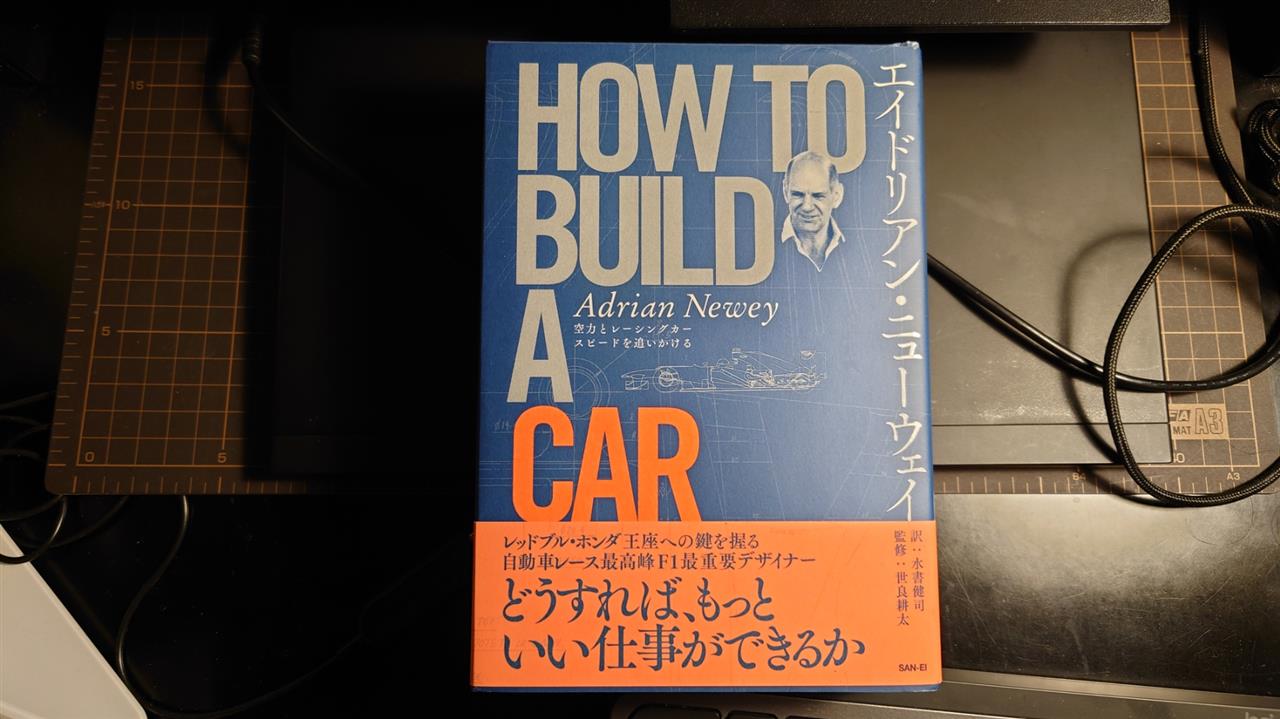 HOW TO
BUILD
A
CAR
Adrian Newey
空力とレーシングカー
スピードを追いかける
エイドリアン・ニューウェイ
訳：水書健司
監修：世良耕太
レッドブル・ホンダ王座への鍵を握る
自動車レース最高峰F1最重要デザイナー
どうすれば、もっと
いい仕事ができるか
SAN-EI
15
10
5
0
5
A3
A3